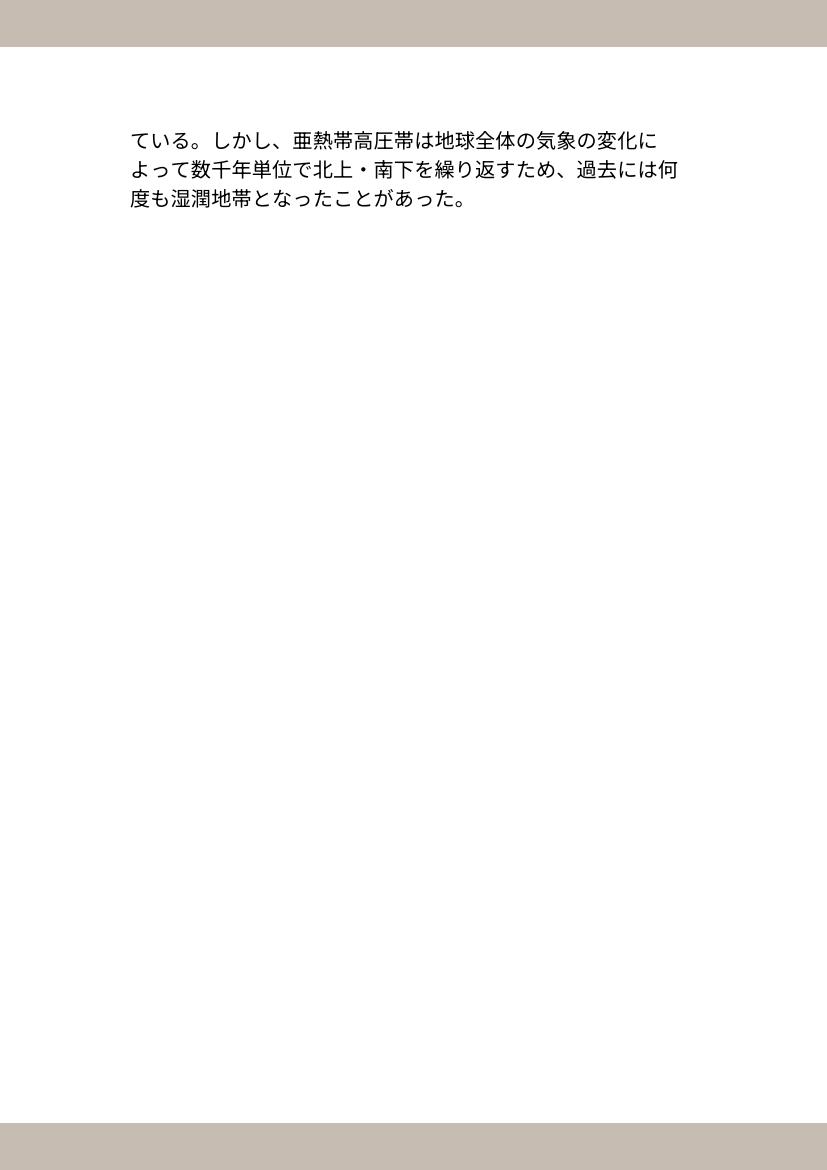 ている。しかし、亜熱帯高圧帯は地球全体の気象の変化に
よって数千年単位で北上・南下を繰り返すため、過去には何
度も湿潤地帯となったことがあった。